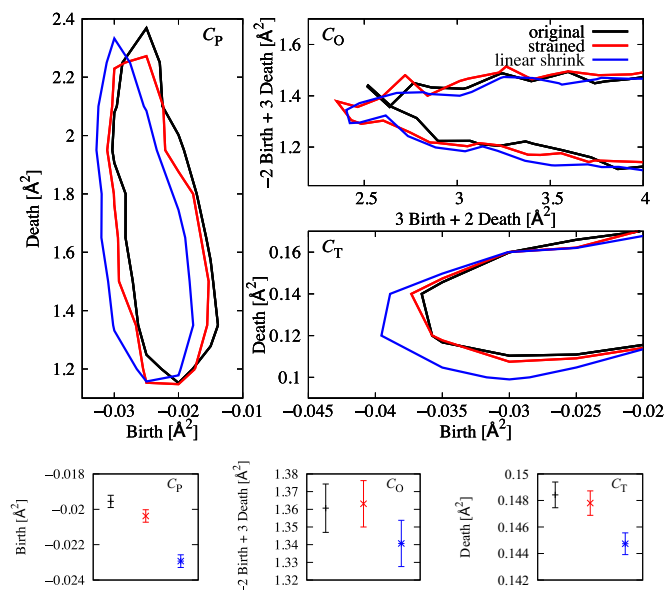 C_P
2.4
2.2
2
1.8
1.6
1.4
1.2
Death [Å²]
−0.03
−0.02
−0.01
Birth [Å²]
C_O
original
strained
linear shrink
1.6
1.4
1.2
−2 Birth + 3 Death [Å²]
2.5
3
3.5
4
3 Birth + 2 Death [Å²]
C_T
0.16
0.14
0.12
0.1
Death [Å²]
−0.045
−0.04
−0.035
−0.03
−0.025
−0.02
Birth [Å²]
C_P
−0.018
−0.02
−0.022
−0.024
Birth [Å²]
C_O
1.38
1.37
1.36
1.35
1.34
1.33
1.32
−2 Birth + 3 Death [Å²]
C_T
0.15
0.148
0.146
0.144
0.142
Death [Å²]